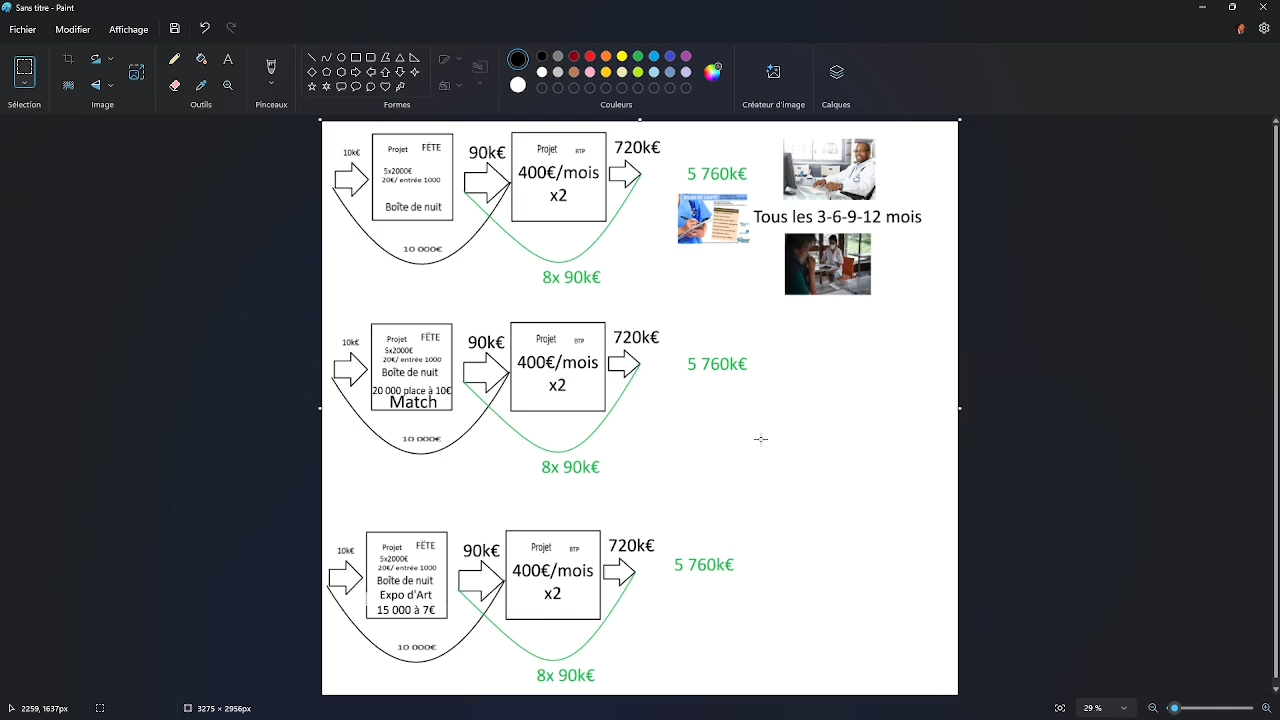 Sans titre - Paint
Fichier Modifier Affichage
Sélection Image Outils Pinceaux Formes Couleurs Créateur d'image Calques
10k€
Projet FÊTE
5x2000€
20€/ entrée 1000
Boîte de nuit
10 000€
90k€
Projet BTP
400€/mois
x2
720k€
8x 90k€
5 760k€
Tous les 3-6-9-12 mois
10k€
Projet FÊTE
5x2000€
20€/ entrée 1000
Boîte de nuit
20 000 place à 10€
Match
10 000€
90k€
Projet BTP
400€/mois
x2
720k€
8x 90k€
5 760k€
10k€
Projet FÊTE
5x2000€
20€/ entrée 1000
Boîte de nuit
Expo d'Art
15 000 à 7€
10 000€
90k€
Projet BTP
400€/mois
x2
720k€
8x 90k€
5 760k€
2259, 1637px
3275 × 2956px
29 %